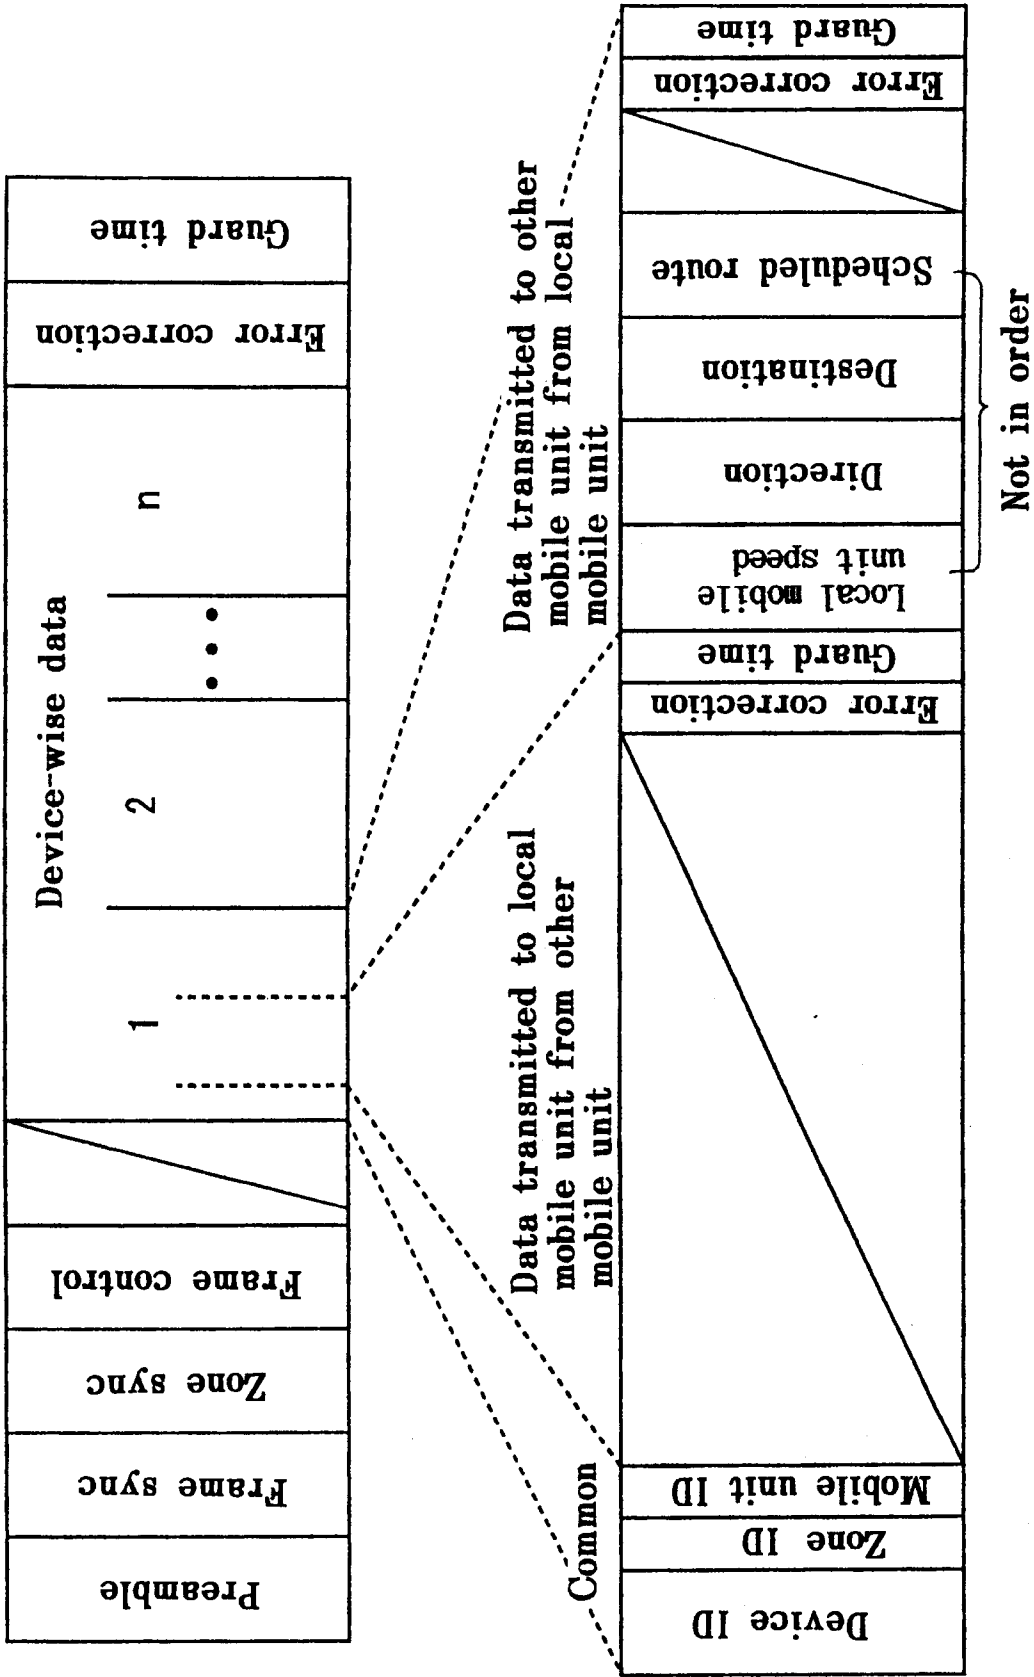 Preamble
Frame sync
Zone sync
Frame control
Device-wise data
1
2
n
Error correction
Guard time
Common
Data transmitted to local
mobile unit from other
mobile unit
Data transmitted to other
mobile unit from local
mobile unit
Device ID
Zone ID
Mobile unit ID
Error correction
Guard time
Local mobile
unit speed
Direction
Destination
Scheduled route
Error correction
Guard time
Not in order